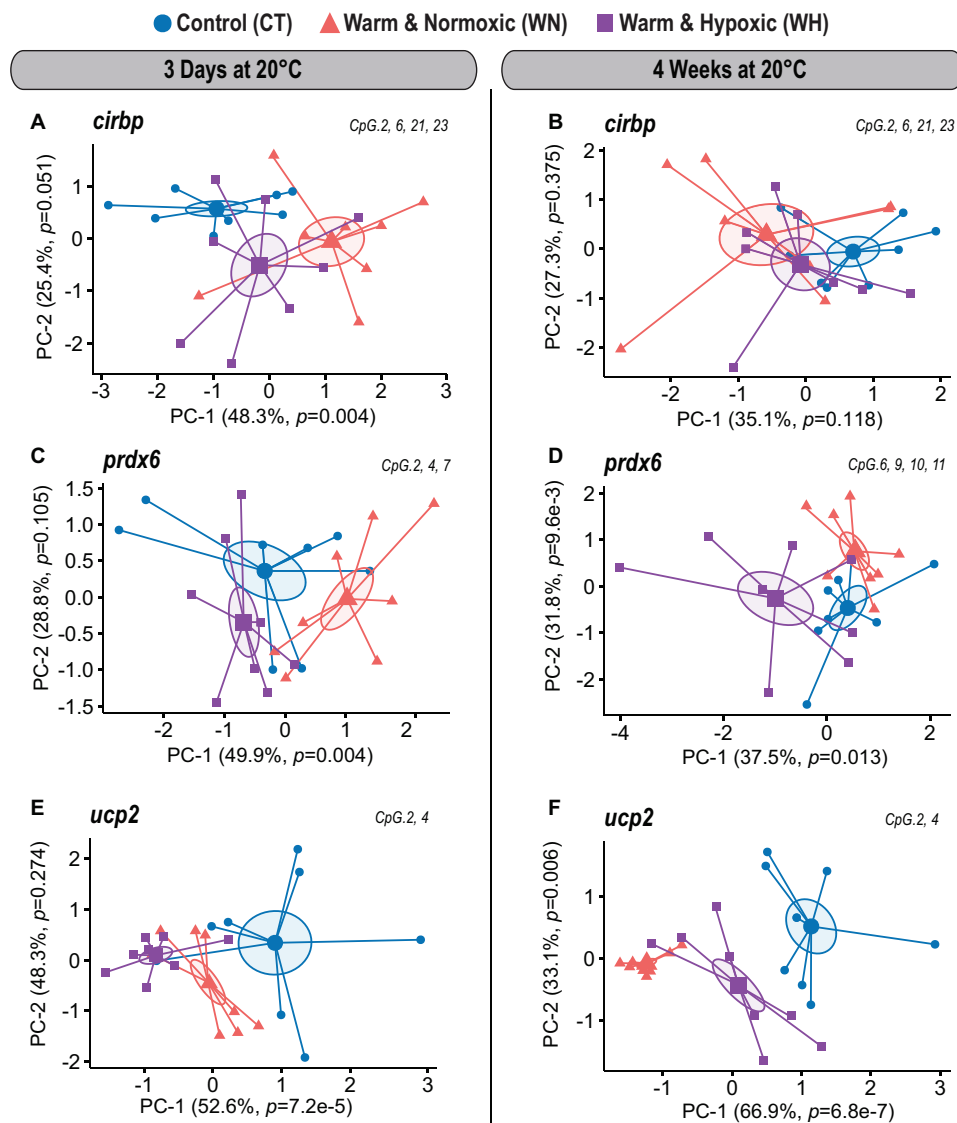 Control (CT) Warm & Normoxic (WN) Warm & Hypoxic (WH)
3 Days at 20°C
4 Weeks at 20°C
A cirbp CpG.2, 6, 21, 23
PC-2 (25.4%, p=0.051)
1
0
-1
-2
-3 -2 -1 0 1 2 3
PC-1 (48.3%, p=0.004)
B cirbp CpG.2, 6, 21, 23
PC-2 (27.3%, p=0.375)
2
1
0
-1
-2
-2 -1 0 1 2
PC-1 (35.1%, p=0.118)
C prdx6 CpG.2, 4, 7
PC-2 (28.8%, p=0.105)
1.5
1.0
0.5
0.0
-0.5
-1.0
-1.5
-2 -1 0 1 2
PC-1 (49.9%, p=0.004)
D prdx6 CpG.6, 9, 10, 11
PC-2 (31.8%, p=9.6e-3)
2
1
0
-1
-2
-4 -2 0 2
PC-1 (37.5%, p=0.013)
E ucp2 CpG.2, 4
PC-2 (48.3%, p=0.274)
2
1
0
-1
-2
-1 0 1 2 3
PC-1 (52.6%, p=7.2e-5)
F ucp2 CpG.2, 4
PC-2 (33.1%, p=0.006)
1
0
-1
-1 0 1 2 3
PC-1 (66.9%, p=6.8e-7)